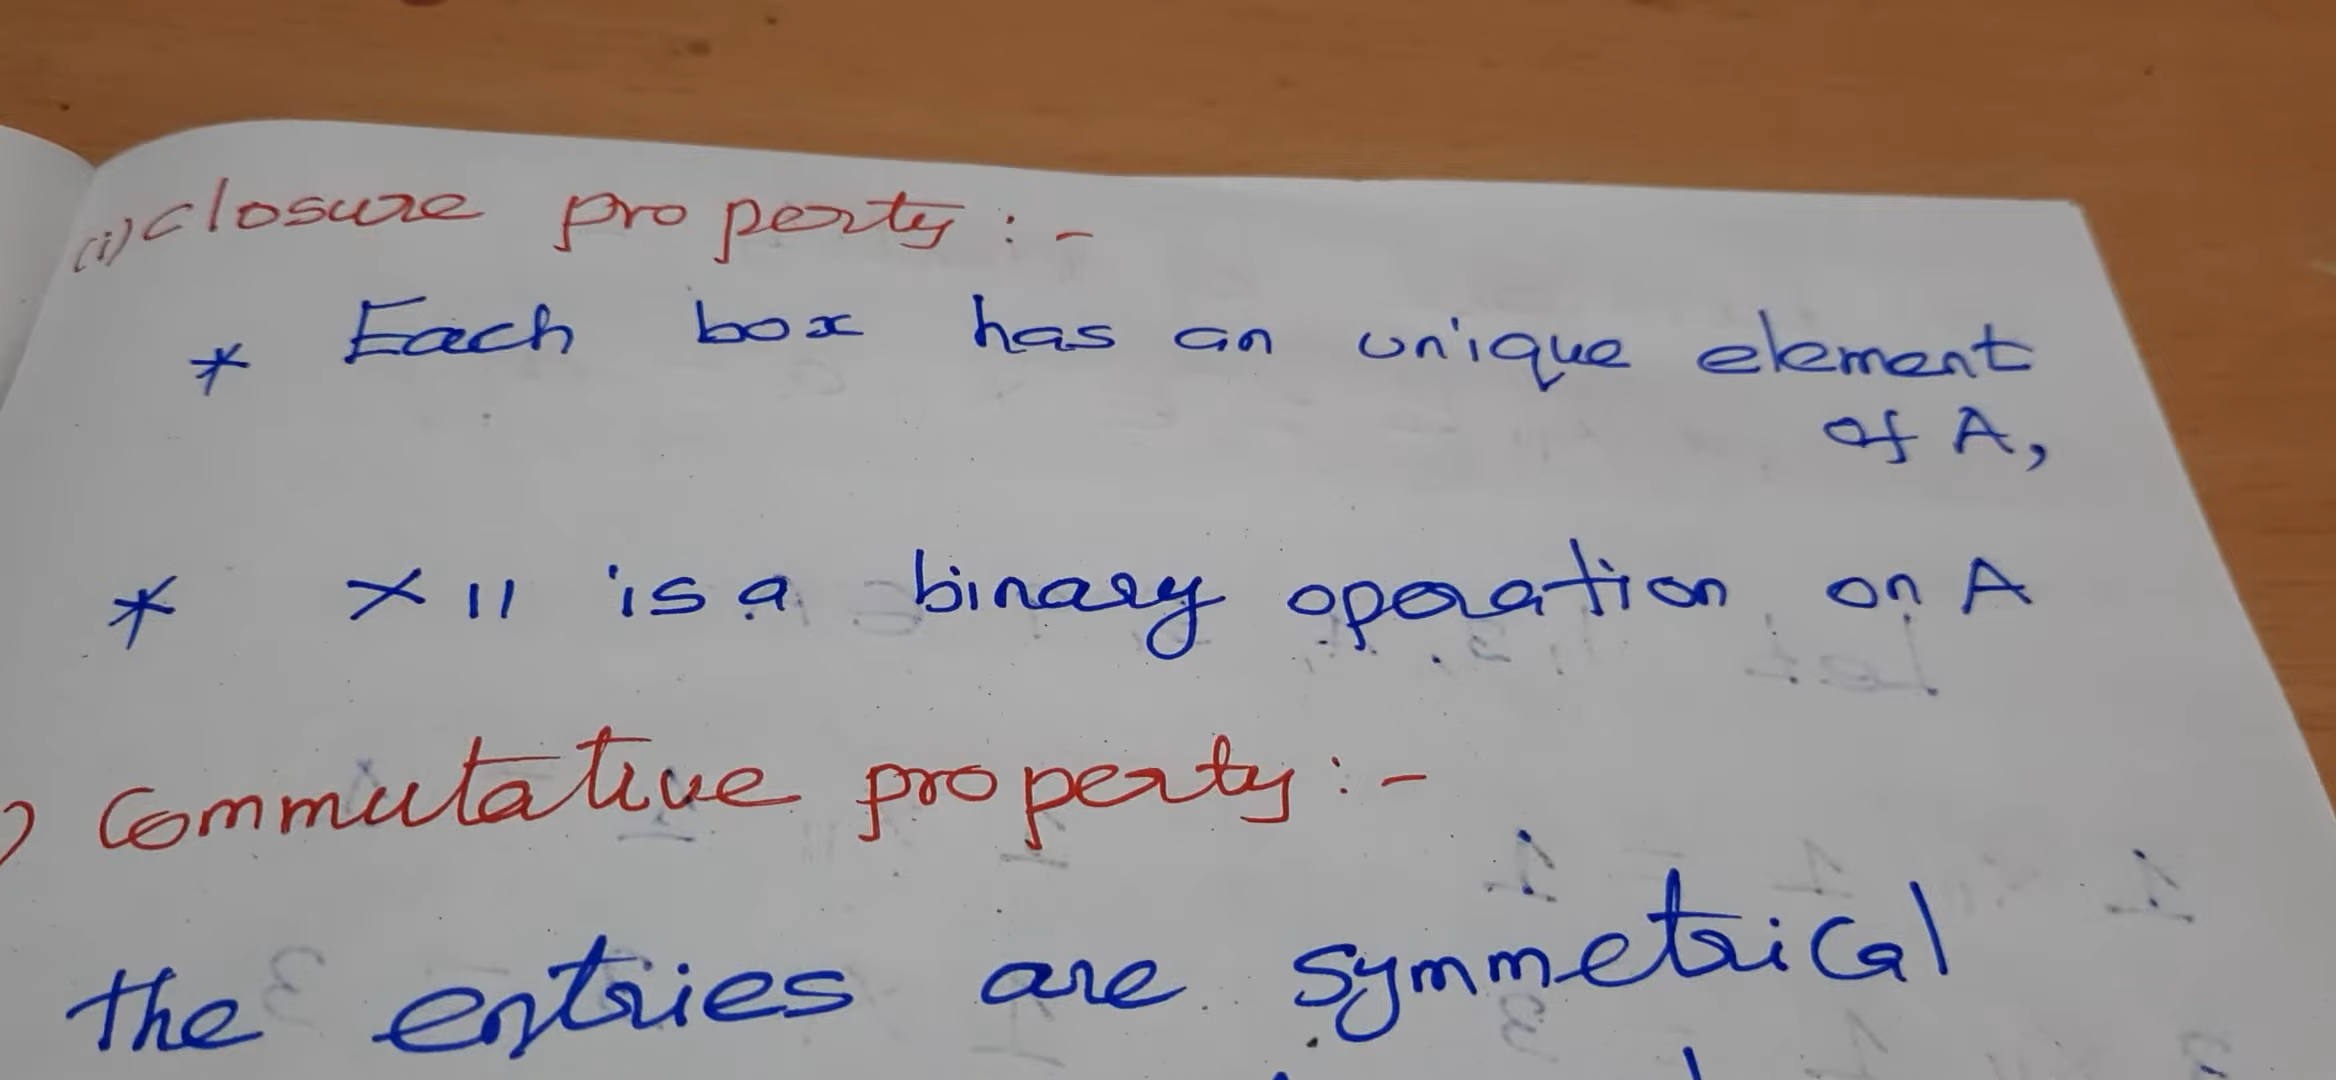 (i) closure property :-
* Each box has an unique element
of A,
* × 11 is a binary operation on A
) Commutative property :-
the entries are symmetrical